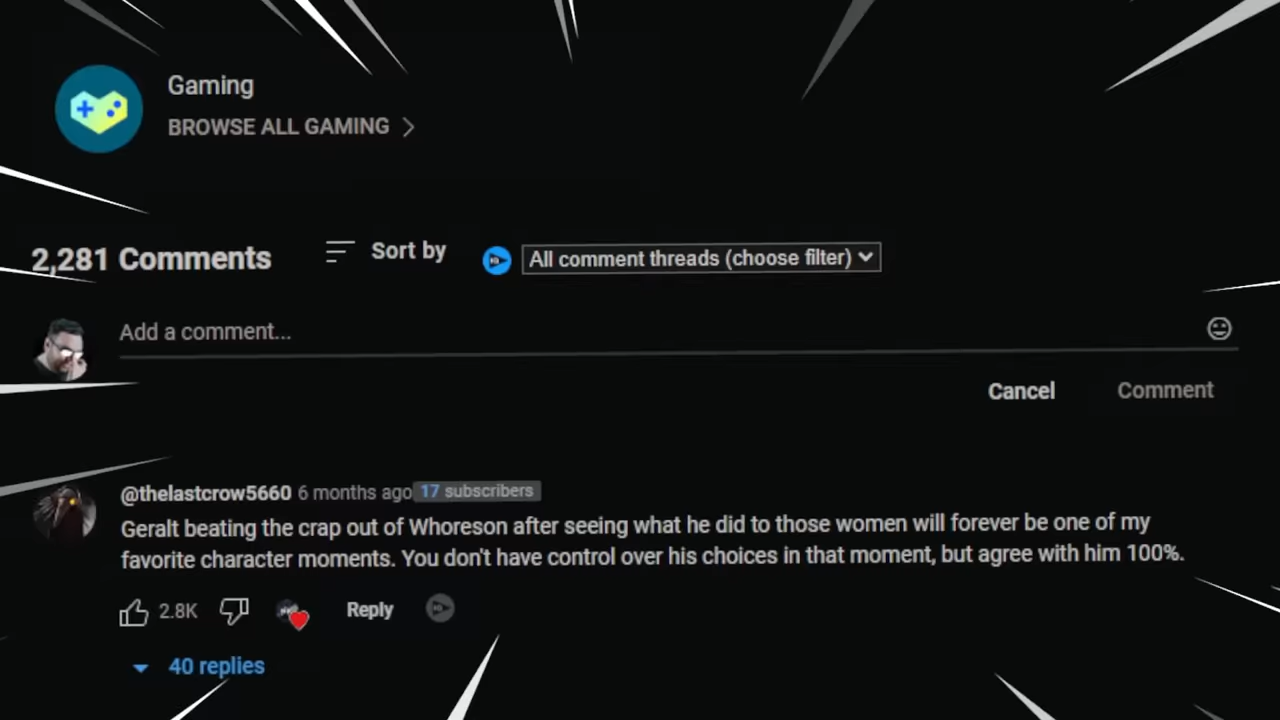 Gaming
BROWSE ALL GAMING
2,281 Comments
Sort by
All comment threads (choose filter)
Add a comment...
Cancel
Comment
@thelastcrow5660 6 months ago 17 subscribers
Geralt beating the crap out of Whoreson after seeing what he did to those women will forever be one of my
favorite character moments. You don't have control over his choices in that moment, but agree with him 100%.
2.8K
Reply
40 replies